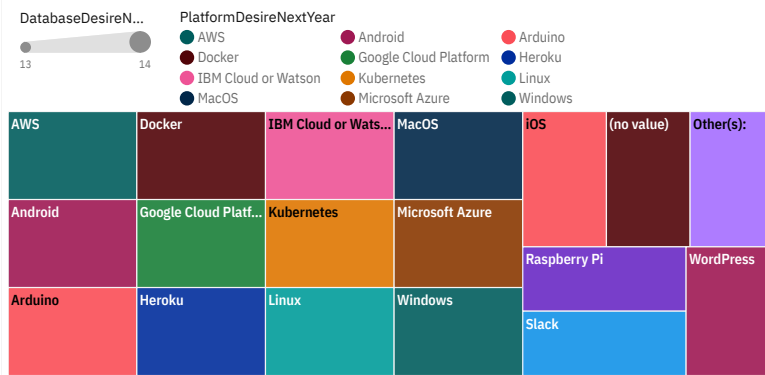 DatabaseDesireN...
13
14
PlatformDesireNextYear
AWS
Android
Arduino
Docker
Google Cloud Platform
Heroku
IBM Cloud or Watson
Kubernetes
Linux
MacOS
Microsoft Azure
Windows
AWS
Docker
IBM Cloud or Wats...
MacOS
iOS
(no value)
Other(s):
Android
Google Cloud Platf...
Kubernetes
Microsoft Azure
Raspberry Pi
WordPress
Arduino
Heroku
Linux
Windows
Slack